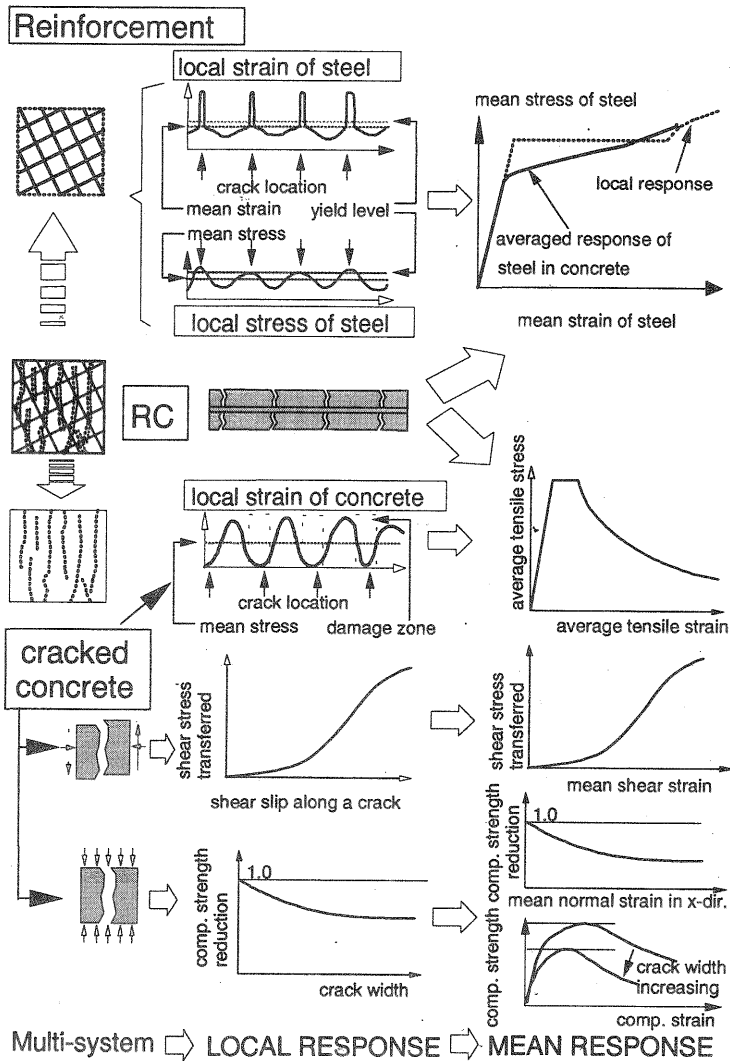 Reinforcement
local strain of steel
crack location
mean strain
yield level
mean stress
local stress of steel
mean stress of steel
local response
averaged response of
steel in concrete
mean strain of steel
RC
local strain of concrete
crack location
mean stress
damage zone
average tensile stress
average tensile strain
cracked
concrete
shear stress
transferred
shear slip along a crack
shear stress
transferred
mean shear strain
comp. strength
reduction
1.0
crack width
comp. strength
reduction
1.0
mean normal strain in x-dir.
comp. strength
crack width
increasing
comp. strain
Multi-system
LOCAL RESPONSE
MEAN RESPONSE